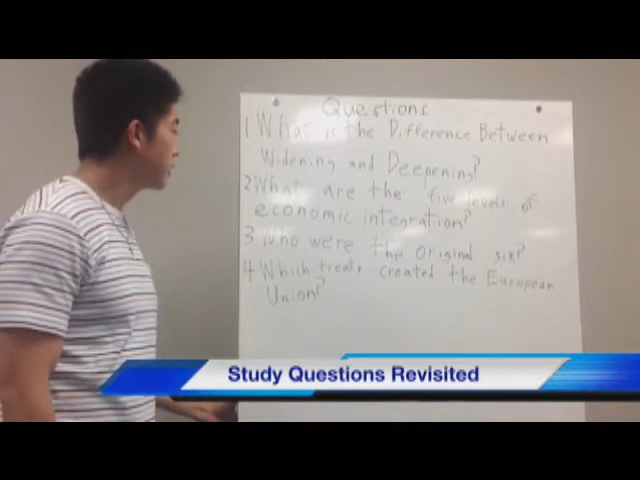 Questions
1 What is the Difference Between
Widening and Deepening?
2 What are the five levels of
economic integration?
3 Who were the original six?
4 Which treaty created the European
Union?
Study Questions Revisited